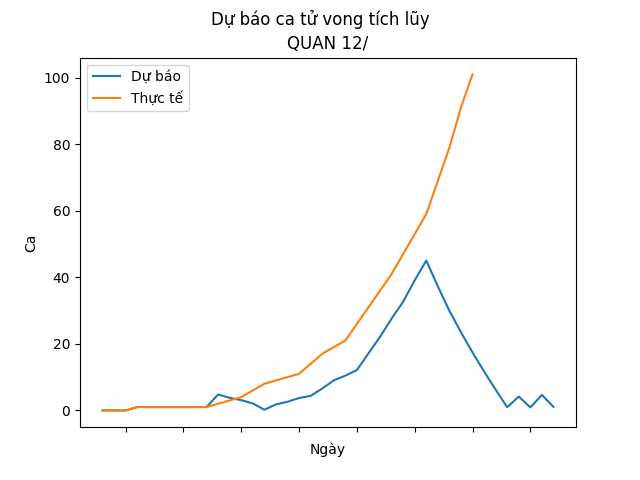 Dự báo ca tử vong tích lũy
QUAN 12/
Dự báo
Thực tế
100
80
60
40
20
0
Ca
Ngày